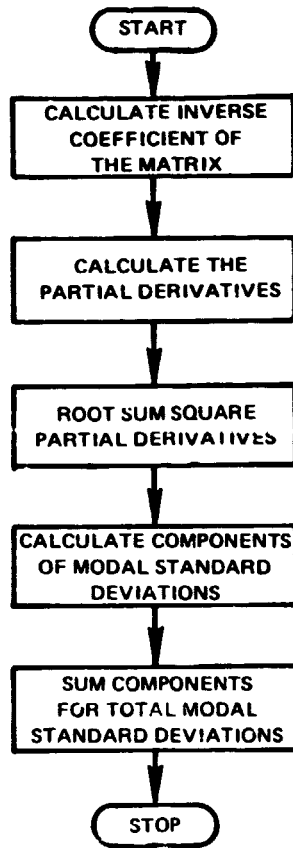 START
CALCULATE INVERSE
COEFFICIENT OF
THE MATRIX
CALCULATE THE
PARTIAL DERIVATIVES
ROOT SUM SQUARE
PARTIAL DERIVATIVES
CALCULATE COMPONENTS
OF MODAL STANDARD
DEVIATIONS
SUM COMPONENTS
FOR TOTAL MODAL
STANDARD DEVIATIONS
STOP